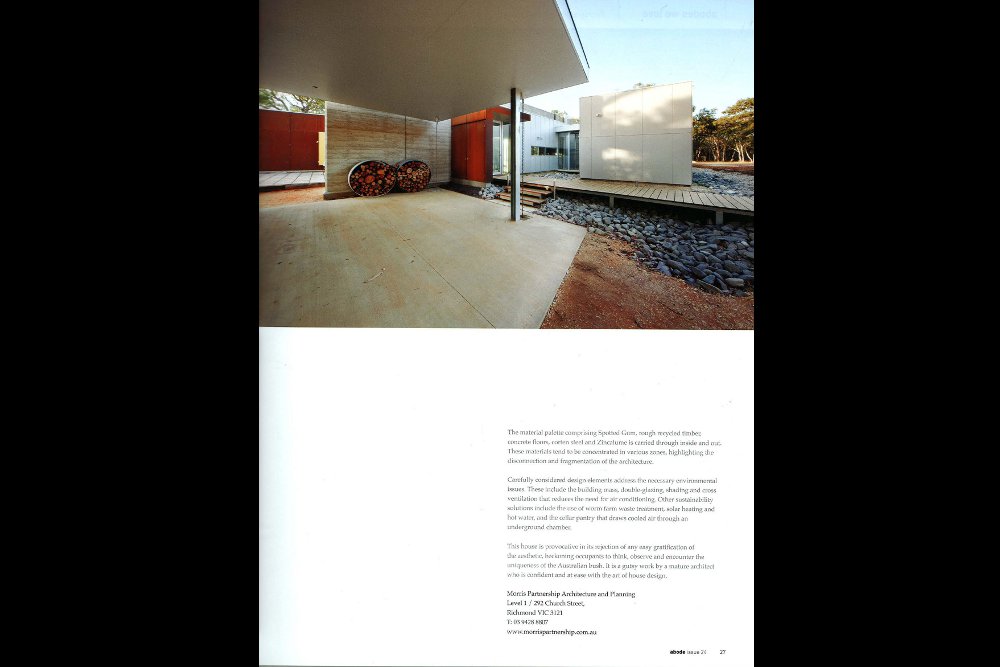 The material palette comprising Spotted Gum, rough recycled timber,
concrete floors, corten steel and Zincalume is carried through inside and out.
These materials tend to be concentrated in various zones, highlighting the
disconnection and fragmentation of the architecture.
Carefully considered design elements address the necessary environmental
issues. These include the building mass, double-glazing, shading and cross
ventilation that reduces the need for air conditioning. Other sustainability
solutions include the use of worm farm waste treatment, solar heating and
hot water, and the cellar pantry that draws cooled air through an
underground chamber.
This house is provocative in its rejection of any easy gratification of
the aesthetic, beckoning occupants to think, observe and encounter the
uniqueness of the Australian bush. It is a gutsy work by a mature architect
who is confident and at ease with the art of house design.
Morris Partnership Architecture and Planning
Level 1 / 292 Church Street,
Richmond VIC 3121
T: 03 9428 8807
www.morrispartnership.com.au
abode issue 24 27